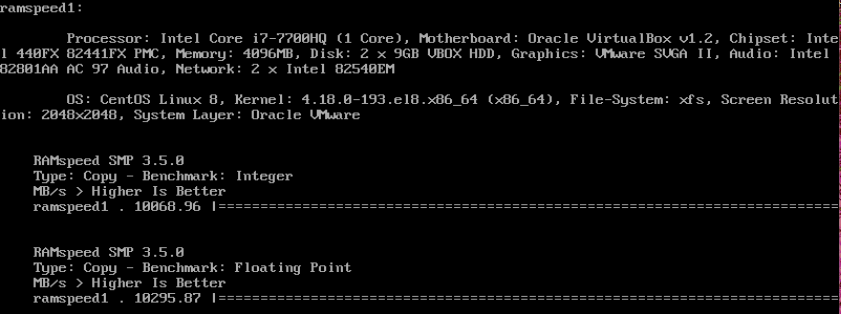 ramspeed1:
Processor: Intel Core i7-7700HQ (1 Core), Motherboard: Oracle VirtualBox v1.2, Chipset: Inte
l 440FX 82441FX PMC, Memory: 4096MB, Disk: 2 x 9GB VBOX HDD, Graphics: VMware SVGA II, Audio: Intel
82801AA AC 97 Audio, Network: 2 x Intel 82540EM
OS: CentOS Linux 8, Kernel: 4.18.0-193.el8.x86_64 (x86_64), File-System: xfs, Screen Resolut
ion: 2048x2048, System Layer: Oracle VMware
RAMspeed SMP 3.5.0
Type: Copy - Benchmark: Integer
MB/s > Higher Is Better
ramspeed1 . 10068.96 |============================================================================
RAMspeed SMP 3.5.0
Type: Copy - Benchmark: Floating Point
MB/s > Higher Is Better
ramspeed1 . 10295.87 |============================================================================